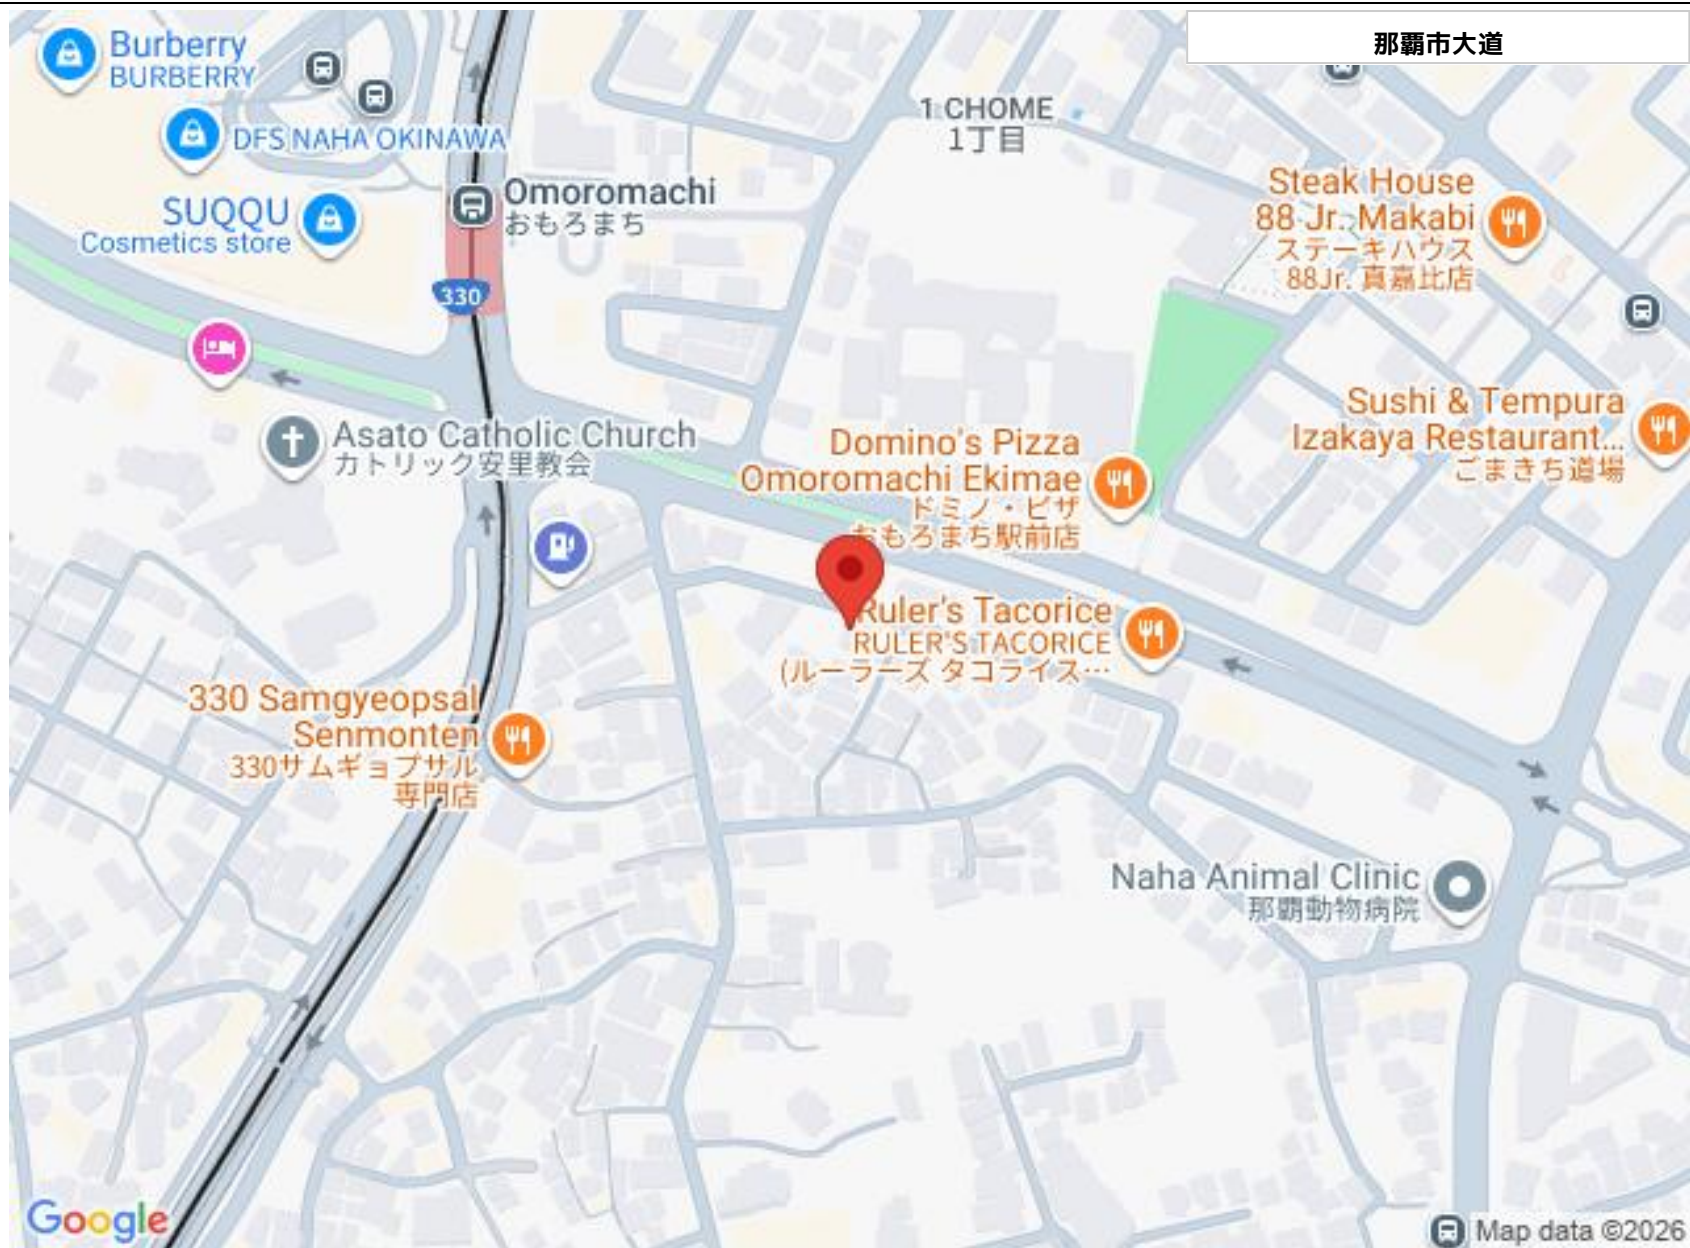 那覇市大道
Burberry
BURBERRY
DFS NAHA OKINAWA
SUQQU
Cosmetics store
Omoromachi
おもろまち
330
1 CHOME
1丁目
Steak House
88 Jr. Makabi
ステーキハウス
88Jr. 真嘉比店
Asato Catholic Church
カトリック安里教会
Domino's Pizza
Omoromachi Ekimae
ドミノ・ピザ
おもろまち駅前店
Sushi & Tempura
Izakaya Restaurant...
ごまきち道場
Ruler's Tacorice
RULER'S TACORICE
(ルーラーズ タコライス…
330 Samgyeopsal
Senmonten
330サムギョプサル
専門店
Naha Animal Clinic
那覇動物病院
Google
Map data ©2026